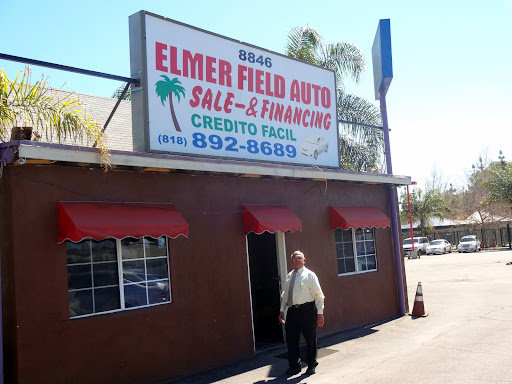 8846
ELMER FIELD AUTO
SALE-&FINANCING
CREDITO FACIL
(818) 892-8689